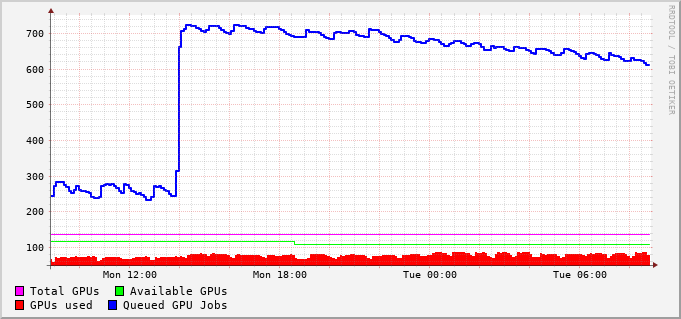 RRDTOOL / TOBI OETIKER
700
600
500
400
300
200
100
Mon 12:00 Mon 18:00 Tue 00:00 Tue 06:00
Total GPUs Available GPUs
GPUs used Queued GPU Jobs